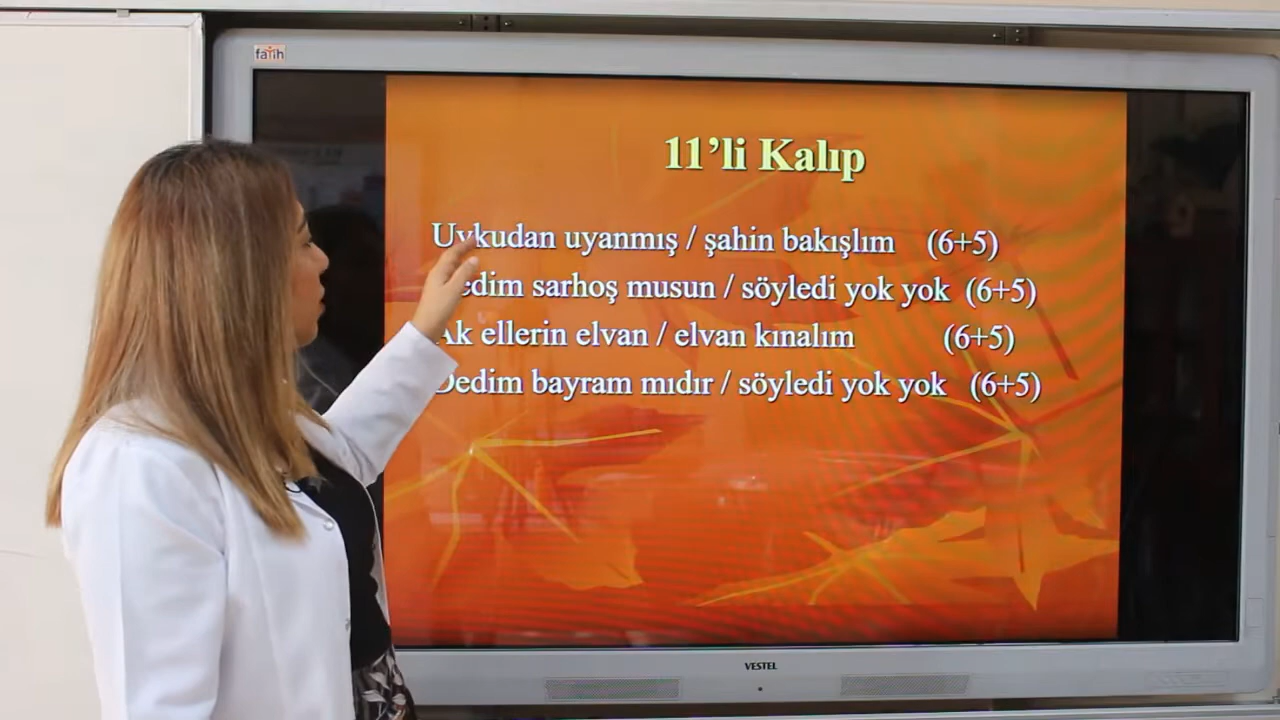 fatih
11'li Kalıp
Uykudan uyanmış / şahin bakışlım (6+5)
Dedim sarhoş musun / söyledi yok yok (6+5)
Ak ellerin elvan / elvan kınalım (6+5)
Dedim bayram mıdır / söyledi yok yok (6+5)
VESTEL